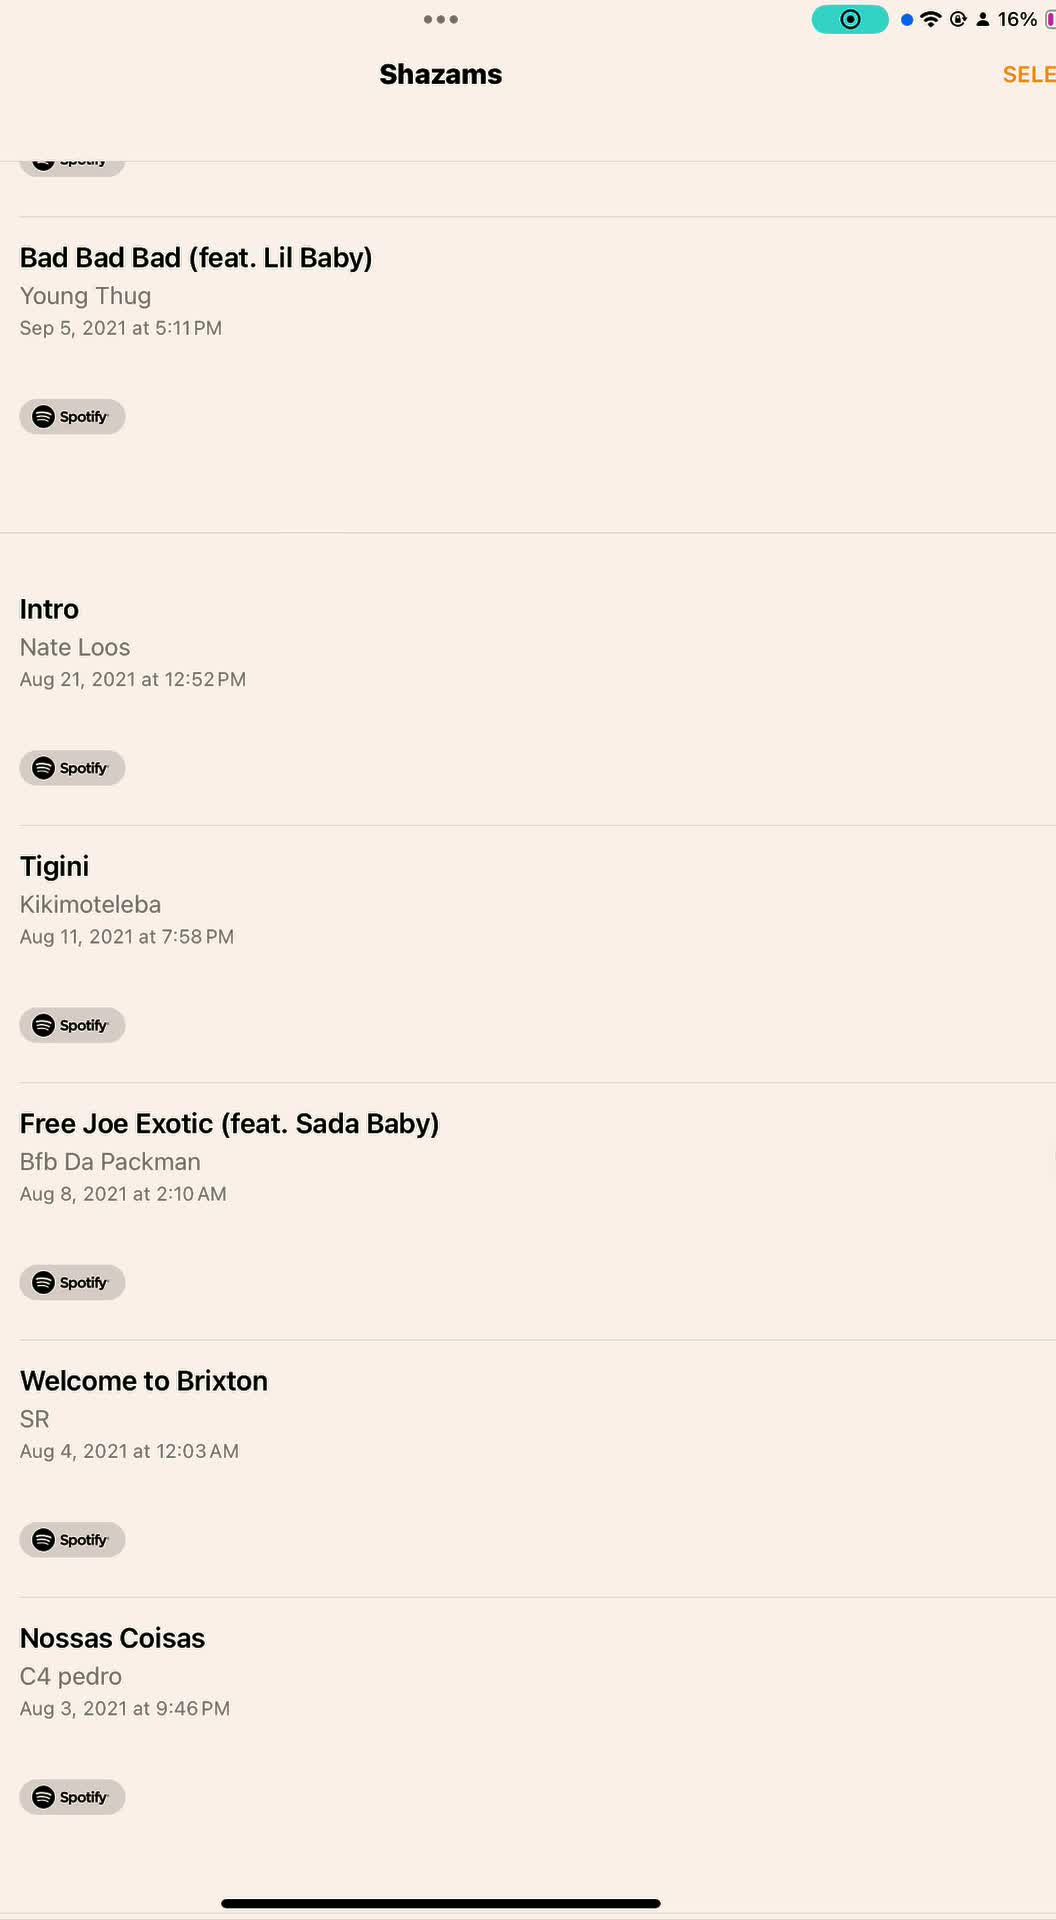 16%
Shazams
SELE
Spotify
Bad Bad Bad (feat. Lil Baby)
Young Thug
Sep 5, 2021 at 5:11 PM
Spotify
Intro
Nate Loos
Aug 21, 2021 at 12:52 PM
Spotify
Tigini
Kikimoteleba
Aug 11, 2021 at 7:58 PM
Spotify
Free Joe Exotic (feat. Sada Baby)
Bfb Da Packman
Aug 8, 2021 at 2:10 AM
Spotify
Welcome to Brixton
SR
Aug 4, 2021 at 12:03 AM
Spotify
Nossas Coisas
C4 pedro
Aug 3, 2021 at 9:46 PM
Spotify